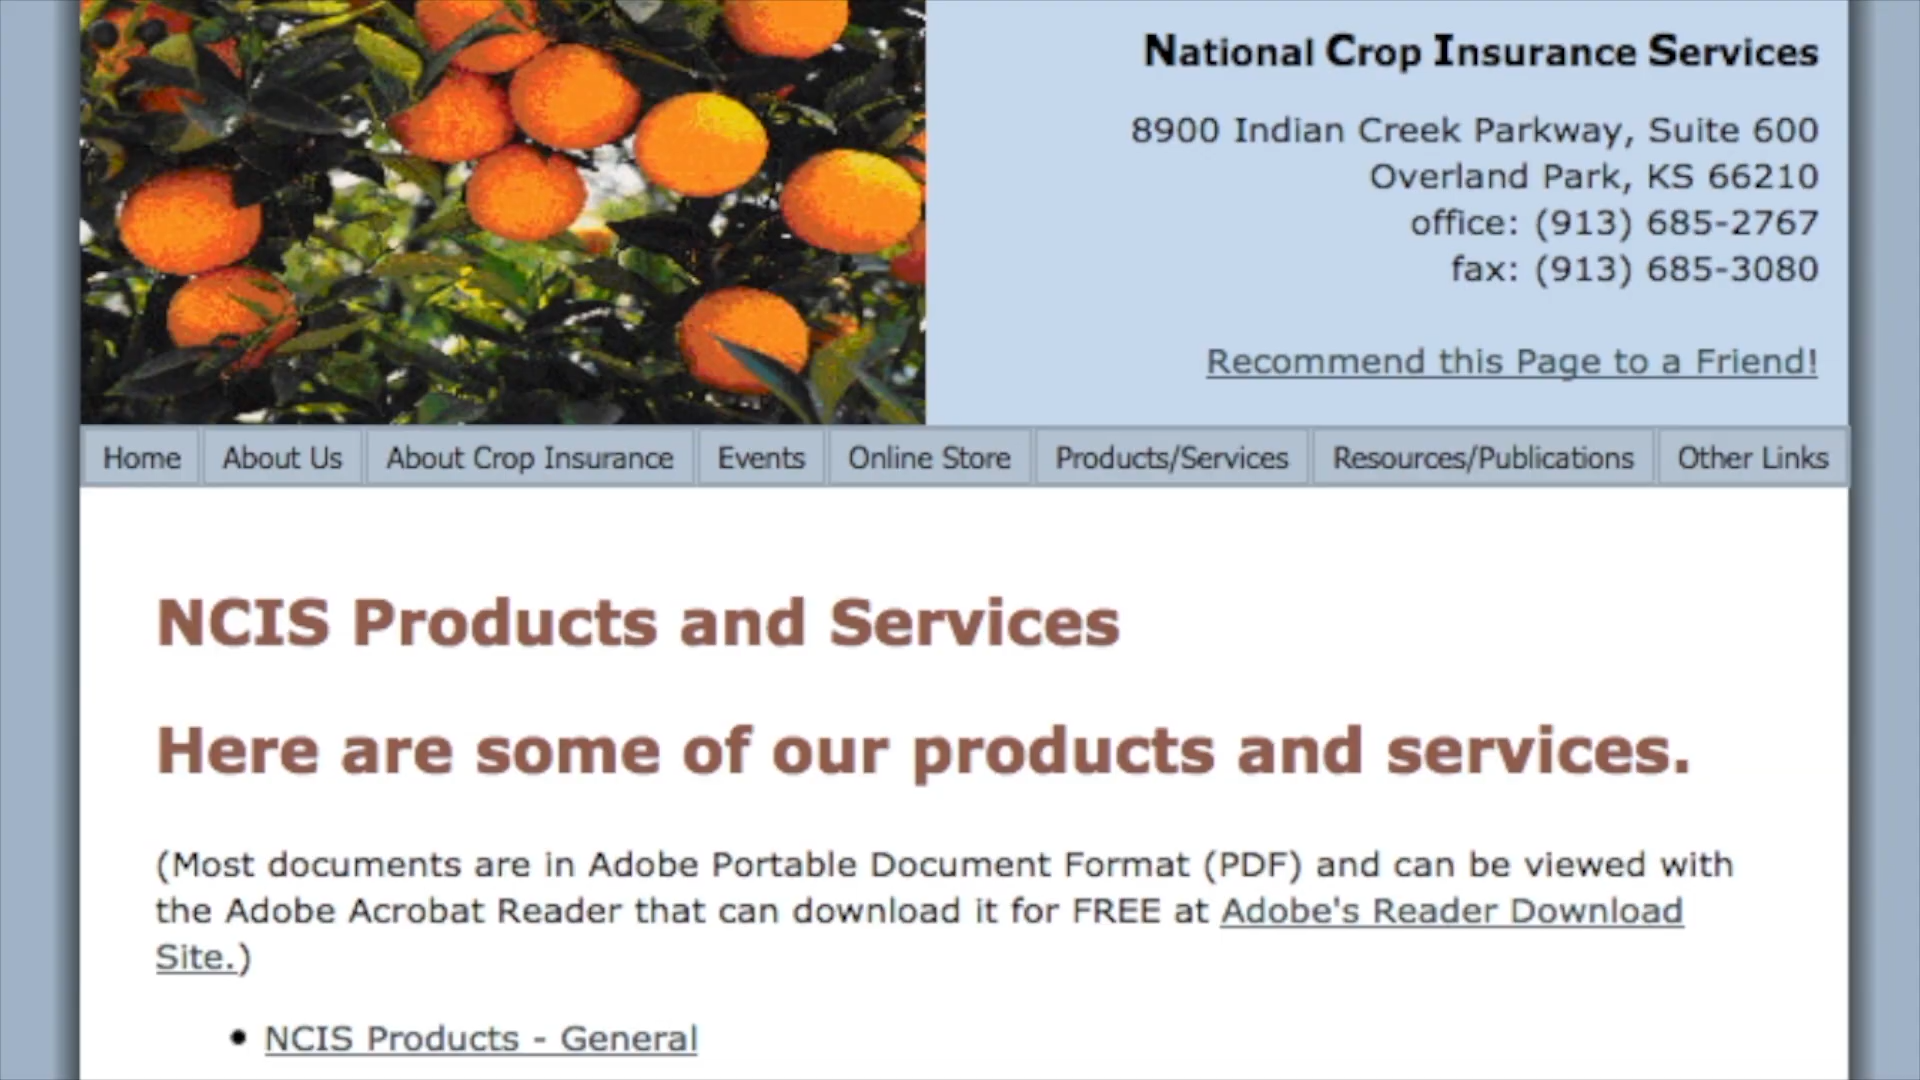 National Crop Insurance Services
8900 Indian Creek Parkway, Suite 600
Overland Park, KS 66210
office: (913) 685-2767
fax: (913) 685-3080
Recommend this Page to a Friend!
Home About Us About Crop Insurance Events Online Store Products/Services Resources/Publications Other Links
NCIS Products and Services
Here are some of our products and services.
(Most documents are in Adobe Portable Document Format (PDF) and can be viewed with
the Adobe Acrobat Reader that can download it for FREE at Adobe's Reader Download
Site.)
• NCIS Products - General